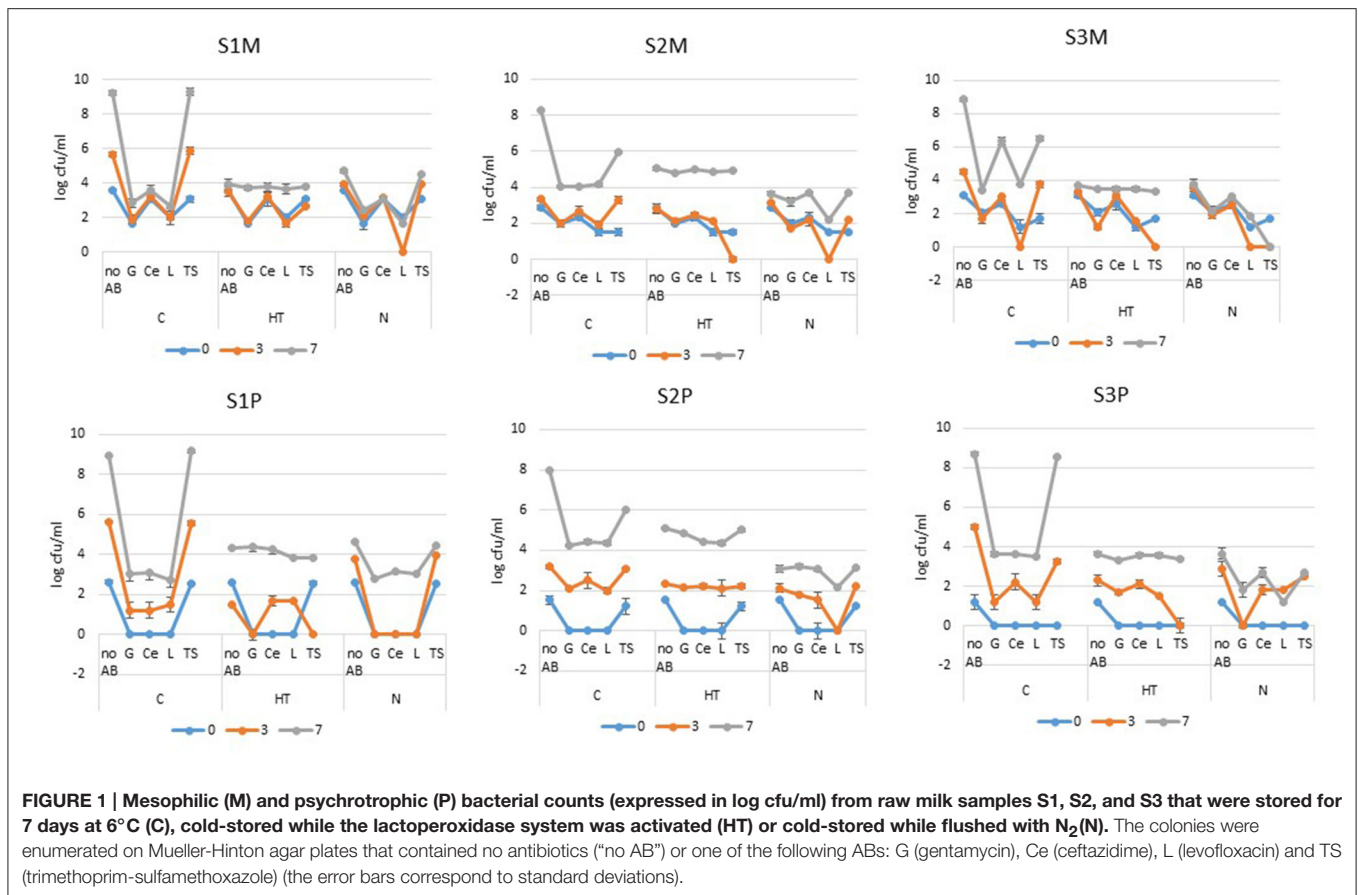 S1M
10
8
6
4
2
0
log cfu/ml
no G Ce L TS no G Ce L TS no G Ce L TS
AB AB AB
C HT N
0 3 7
S2M
10
8
6
4
2
0
-2
log cfu/ml
no G Ce L TS no G Ce L TS no G Ce L TS
AB AB AB
C HT N
0 3 7
S3M
10
8
6
4
2
0
-2
log cfu/ml
no G Ce L TS no G Ce L TS no G Ce L TS
AB AB AB
C HT N
0 3 7
S1P
10
8
6
4
2
0
-2
log cfu/ml
no G Ce L TS no G Ce L TS no G Ce L TS
AB AB AB
C HT N
0 3 7
S2P
10
8
6
4
2
0
-2
log cfu/ml
no G Ce L TS no G Ce L TS no G Ce L TS
AB AB AB
C HT N
0 3 7
S3P
10
8
6
4
2
0
-2
log cfu/ml
no G Ce L TS no G Ce L TS no G Ce L TS
AB AB AB
C HT N
0 3 7
FIGURE 1 | Mesophilic (M) and psychrotrophic (P) bacterial counts (expressed in log cfu/ml) from raw milk samples S1, S2, and S3 that were stored for
7 days at 6°C (C), cold-stored while the lactoperoxidase system was activated (HT) or cold-stored while flushed with N₂(N). The colonies were
enumerated on Mueller-Hinton agar plates that contained no antibiotics (“no AB”) or one of the following ABs: G (gentamycin), Ce (ceftazidime), L (levofloxacin) and TS
(trimethoprim-sulfamethoxazole) (the error bars correspond to standard deviations).